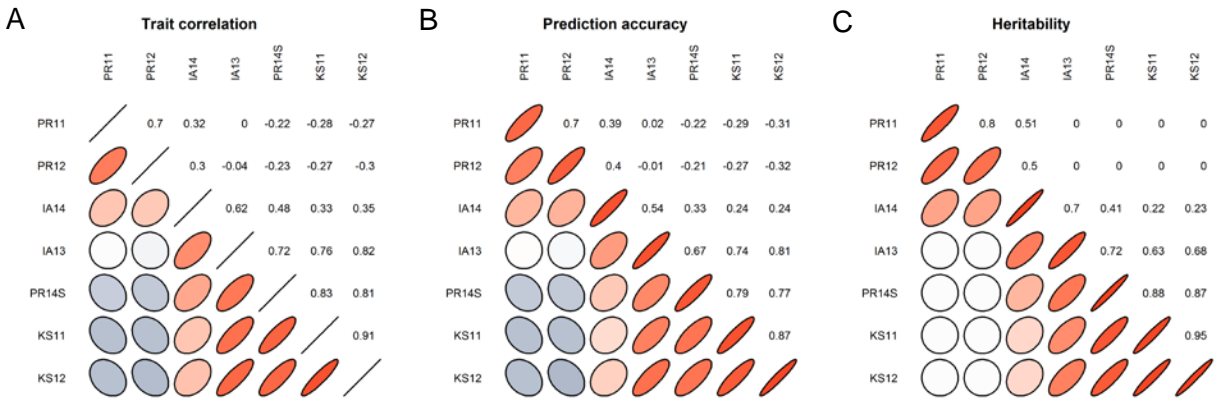 A Trait correlation
PR11 PR12 IA14 IA13 PR14S KS11 KS12
PR11 0.7 0.32 0 -0.22 -0.28 -0.27
PR12 0.3 -0.04 -0.23 -0.27 -0.3
IA14 0.62 0.48 0.33 0.35
IA13 0.72 0.76 0.82
PR14S 0.83 0.81
KS11 0.91
KS12
B Prediction accuracy
PR11 PR12 IA14 IA13 PR14S KS11 KS12
PR11 0.7 0.39 0.02 -0.22 -0.29 -0.31
PR12 0.4 -0.01 -0.21 -0.27 -0.32
IA14 0.54 0.33 0.24 0.24
IA13 0.67 0.74 0.81
PR14S 0.79 0.77
KS11 0.87
KS12
C Heritability
PR11 PR12 IA14 IA13 PR14S KS11 KS12
PR11 0.8 0.51 0 0 0 0
PR12 0.5 0 0 0 0
IA14 0.7 0.41 0.22 0.23
IA13 0.72 0.63 0.68
PR14S 0.88 0.87
KS11 0.95
KS12